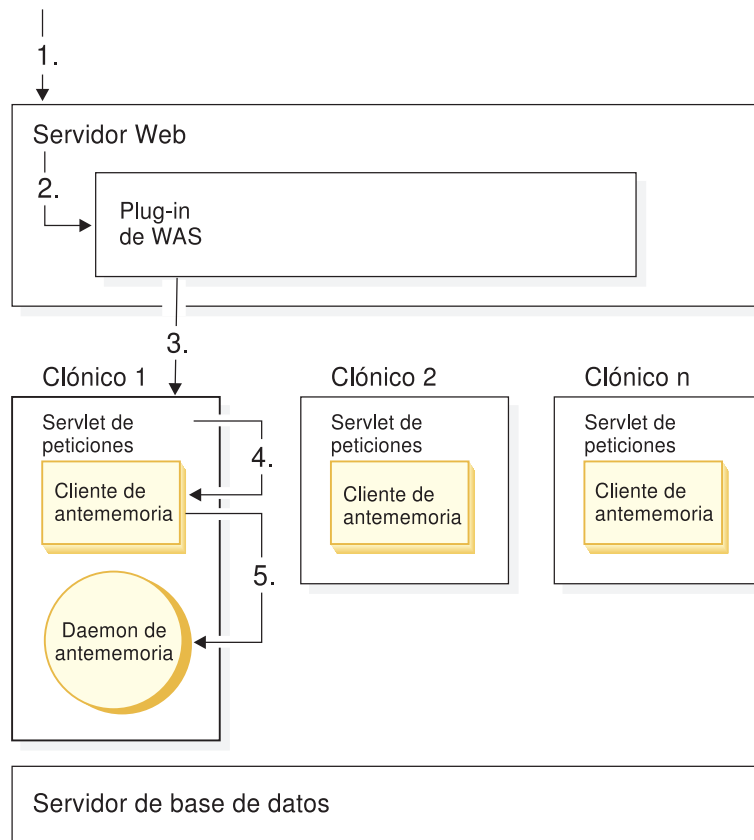 1.
Servidor Web
2.
Plug-in
de WAS
3.
Clónico 1
Clónico 2
Clónico n
Servlet de
peticiones
4.
Cliente de
antememoria
5.
Daemon de
antememoria
Servlet de
peticiones
Cliente de
antememoria
Servlet de
peticiones
Cliente de
antememoria
Servidor de base de datos